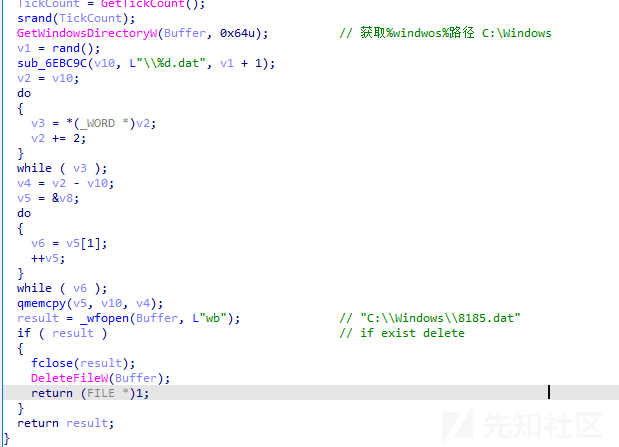 TickCount = GetTickCount();
srand(TickCount);
GetWindowsDirectoryW(Buffer, 0x64u); // 获取%windwos%路径 C:\Windows
v1 = rand();
sub_6EBC9C(v10, L"\\%d.dat", v1 + 1);
v2 = v10;
do
{
v3 = *(_WORD *)v2;
v2 += 2;
}
while ( v3 );
v4 = v2 - v10;
v5 = &v8;
do
{
v6 = v5[1];
++v5;
}
while ( v6 );
qmemcpy(v5, v10, v4);
result = _wfopen(Buffer, L"wb"); // "C:\\Windows\\8185.dat"
if ( result ) // if exist delete
{
fclose(result);
DeleteFileW(Buffer);
return (FILE *)1;
}
return result;
}
先知社区